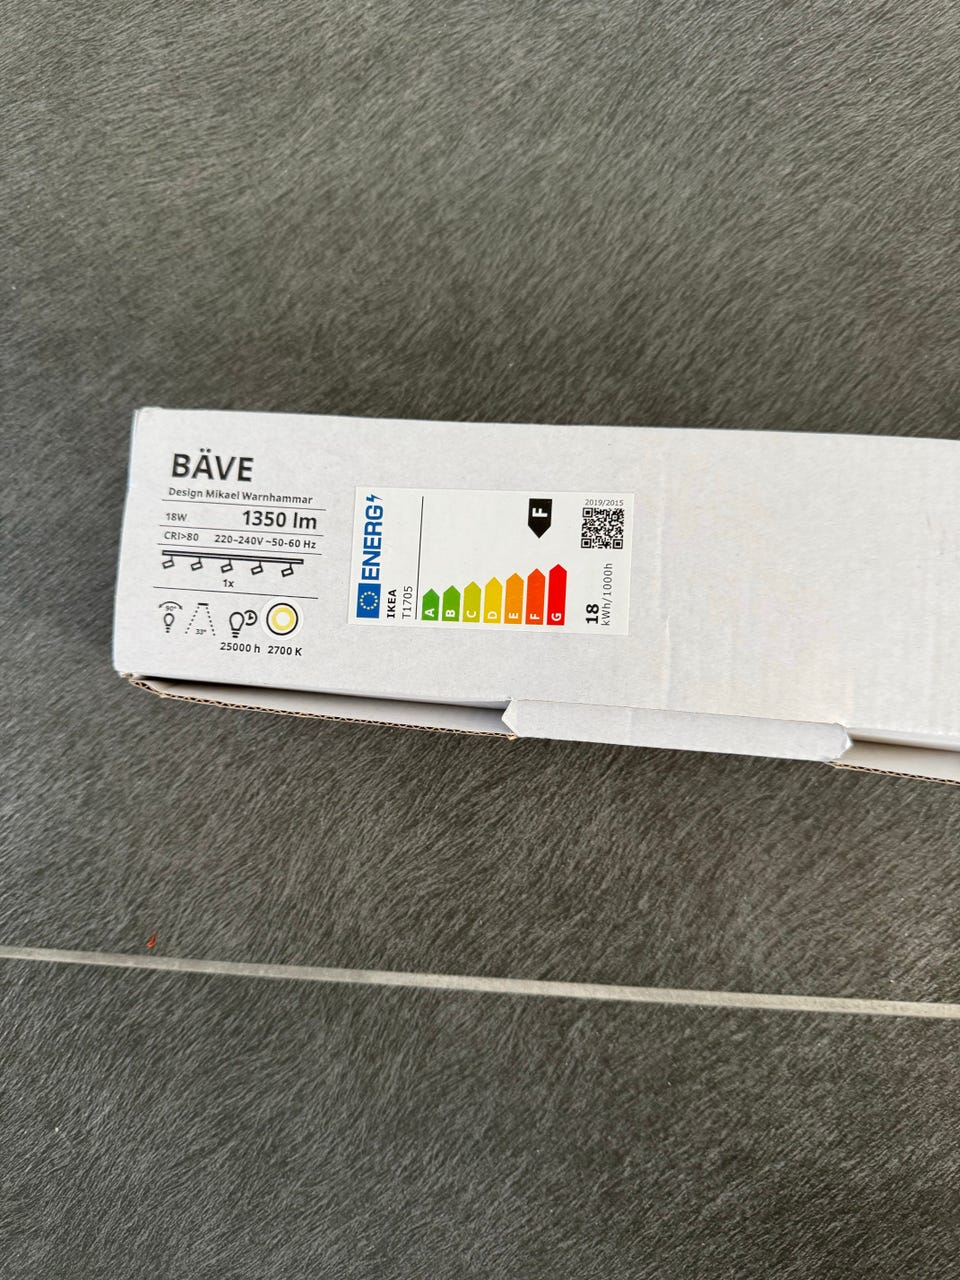 BÄVE
Design Mikael Warnhammar
18W 1350 lm
CRI>80 220-240V ~50-60 Hz
1x
90°
33°
25000 h 2700 K
ENERG
IKEA
T1705
A
B
C
D
E
F
G
F
2019/2015
18
kWh/1000h